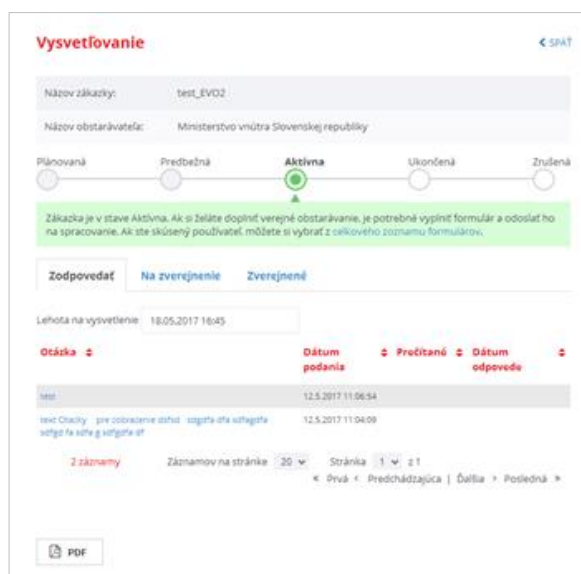 Vysvetľovanie
SPÄŤ
Názov zákazky: test_EVO2
Názov obstarávateľa: Ministerstvo vnútra Slovenskej republiky
Plánovaná Predbežná Aktívna Ukončená Zrušená
Zákazka je v stave Aktívna. Ak si želáte doplniť verejné obstarávanie, je potrebné vyplniť formulár a odoslať ho
na spracovanie. Ak ste skúsený používateľ, môžete si vybrať z celkového zoznamu formulárov.
Zodpovedať Na zverejnenie Zverejnené
Lehota na vysvetlenie 18.05.2017 16:45
Otázka Dátum podania Prečítané Dátum odpovede
test 12.5.2017 11:06:54
text Otazky pre zobrazenie 12.5.2017 11:04:09
2 záznamy Záznamov na stránke 20 Stránka 1 z 1
« Prvá < Predchádzajúca | Ďalšia > Posledná »
PDF